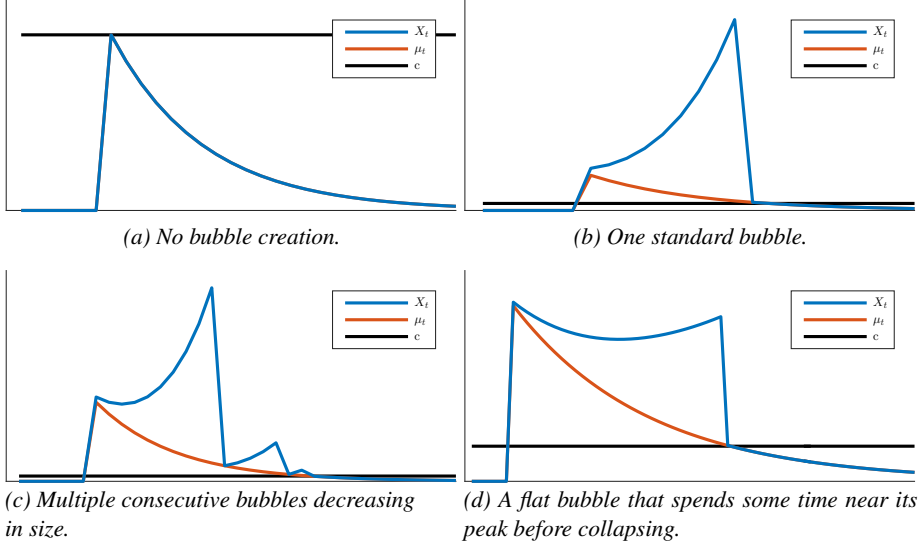 X_t
μ_t
c
X_t
μ_t
c
(a) No bubble creation.
(b) One standard bubble.
X_t
μ_t
c
X_t
μ_t
c
(c) Multiple consecutive bubbles decreasing
in size.
(d) A flat bubble that spends some time near its
peak before collapsing.